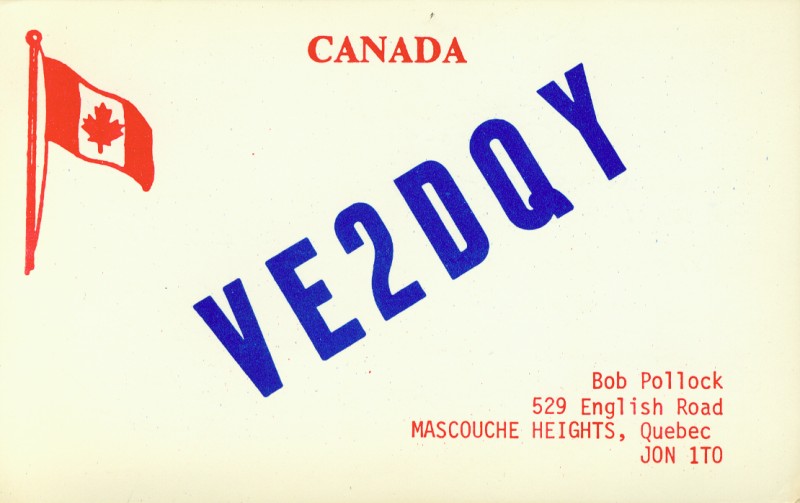 CANADA
VE2DQY
Bob Pollock
529 English Road
MASCOUCHE HEIGHTS, Quebec
JON 1TO